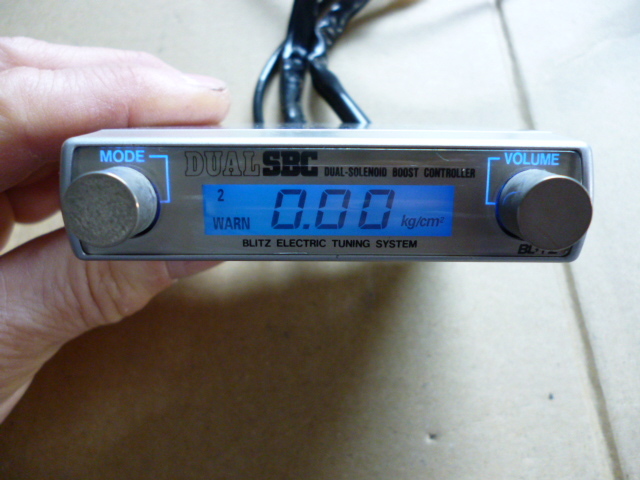 MODE
DUAL SBC DUAL-SOLENOID BOOST CONTROLLER
VOLUME
2
WARN 0.00 kg/cm²
BLITZ ELECTRIC TUNING SYSTEM